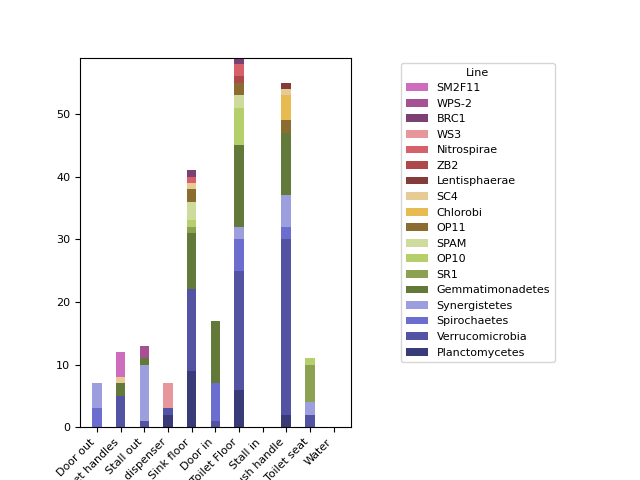 Line
SM2F11
WPS-2
BRC1
WS3
Nitrospirae
ZB2
Lentisphaerae
SC4
Chlorobi
OP11
SPAM
OP10
SR1
Gemmatimonadetes
Synergistetes
Spirochaetes
Verrucomicrobia
Planctomycetes
50
40
30
20
10
0
Door out
handles
Stall out
dispenser
Sink floor
Door in
Toilet Floor
Stall in
handle
Toilet seat
Water